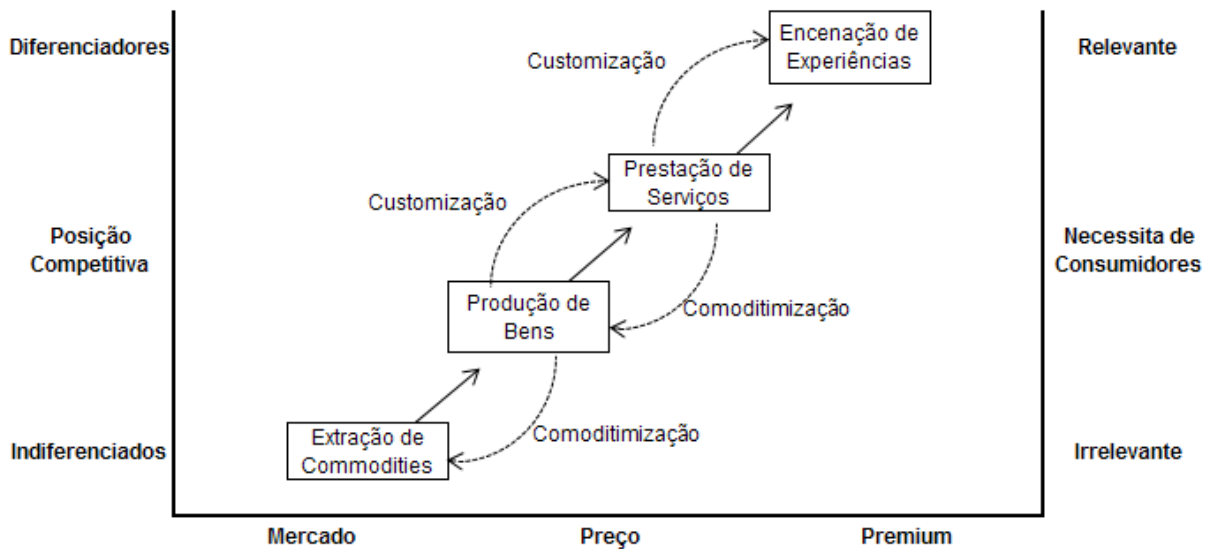 Diferenciadores
Encenação de
Experiências
Relevante
Customização
Prestação de
Serviços
Customização
Posição
Competitiva
Necessita de
Consumidores
Produção de
Bens
Comoditimização
Extração de
Commodities
Comoditimização
Indiferenciados
Irrelevante
Mercado
Preço
Premium